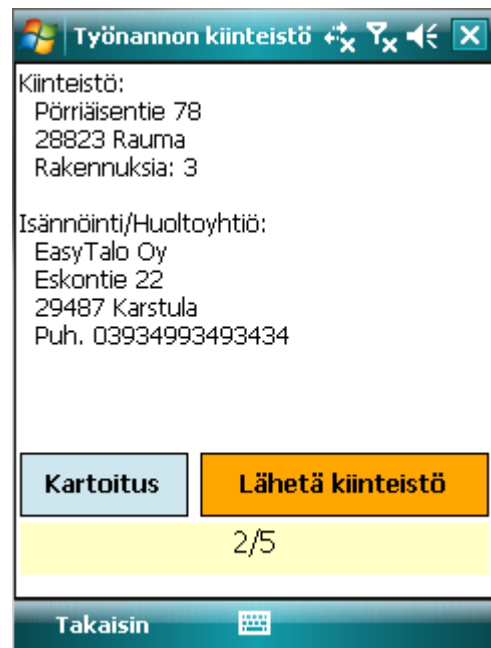 Työnannon kiinteistö
Kiinteistö:
Pörriäisentie 78
28823 Rauma
Rakennuksia: 3
Isännöinti/Huoltoyhtiö:
EasyTalo Oy
Eskontie 22
29487 Karstula
Puh. 03934993493434
Kartoitus
Lähetä kiinteistö
2/5
Takaisin